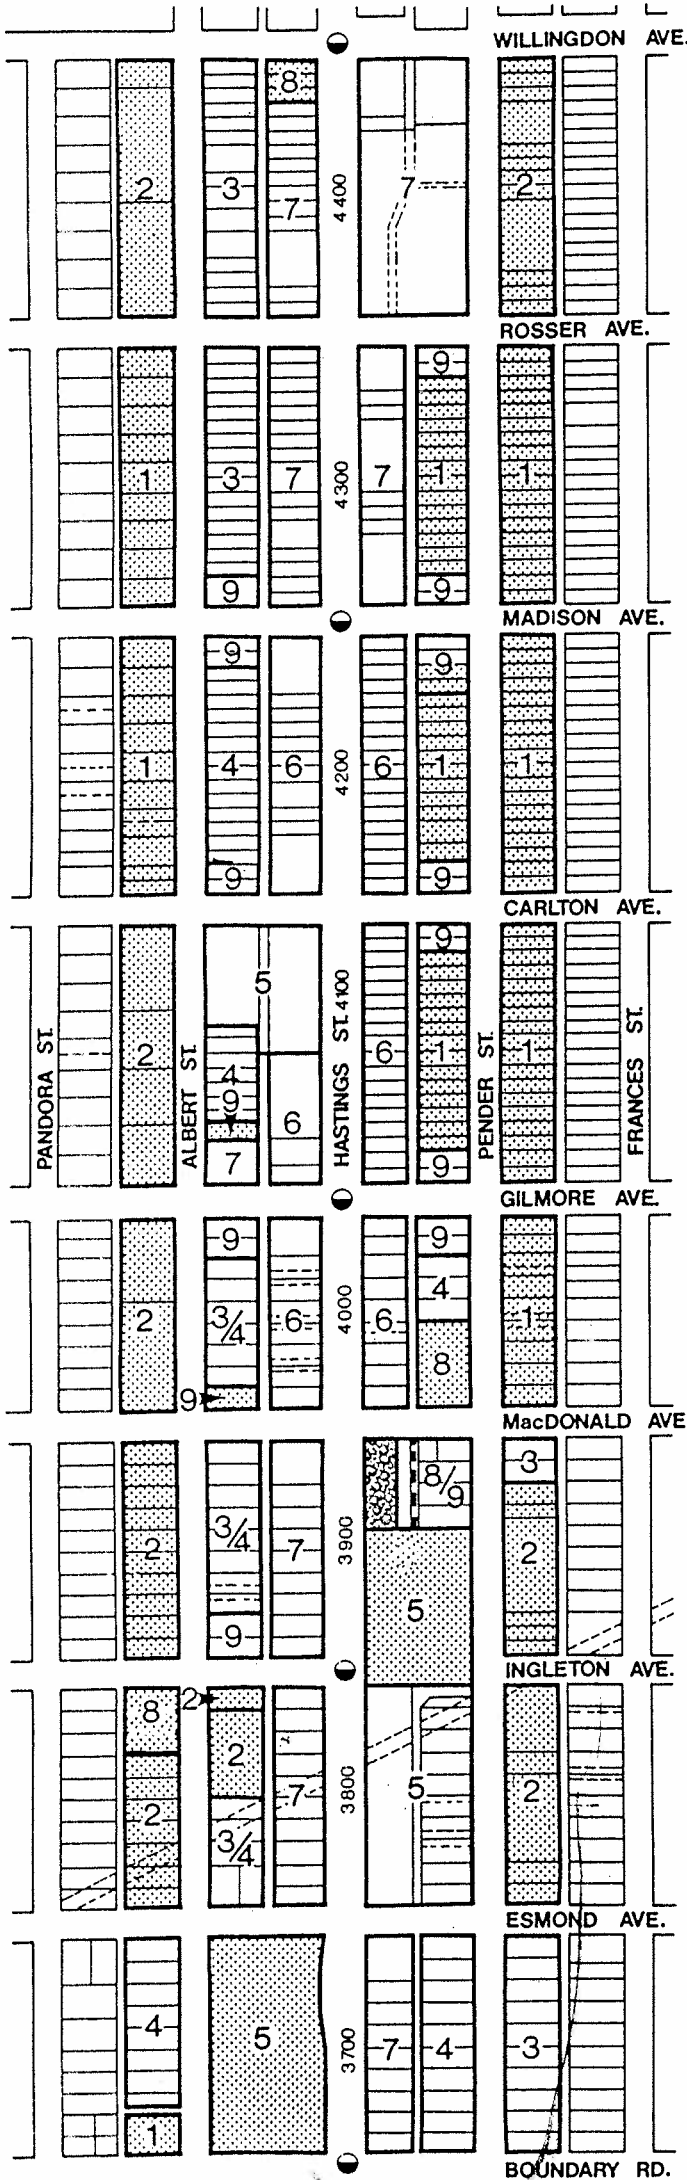 WILLINGDON AVE.
8
2 3 7 4400 7 2
ROSSER AVE.
9
1 3 7 4300 7 1 1
9 9
MADISON AVE.
9 9
1 4 6 4200 6 1 1
9 9
CARLTON AVE.
9
5
2 4 6 1 1
9 6
7 9
PANDORA ST.
ALBERT ST.
HASTINGS ST. 4100
PENDER ST.
FRANCES ST.
GILMORE AVE.
9 9
4
2 3/4 6 4000 6 1
8
9
MacDONALD AVE
8/9 3
2 3/4 7 3900 2
5
9
INGLETON AVE.
8 2
2
2 7 3800 5 2
3/4
ESMOND AVE.
4 5 3700 7 4 3
1
BOUNDARY RD.